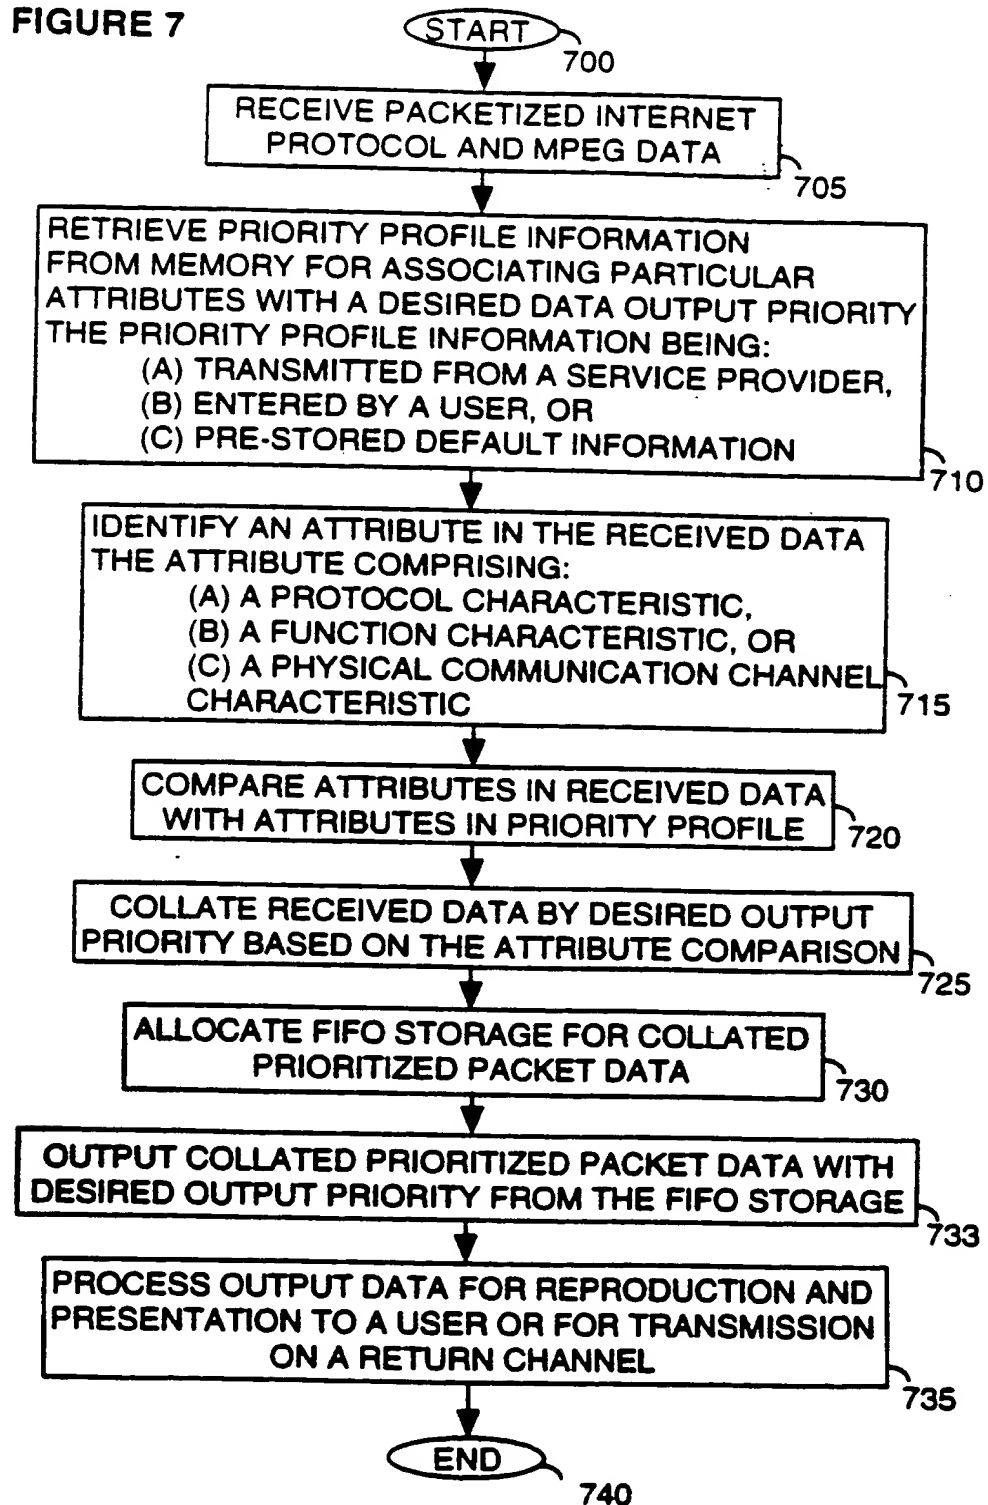 FIGURE 7
START
700
RECEIVE PACKETIZED INTERNET
PROTOCOL AND MPEG DATA
705
RETRIEVE PRIORITY PROFILE INFORMATION
FROM MEMORY FOR ASSOCIATING PARTICULAR
ATTRIBUTES WITH A DESIRED DATA OUTPUT PRIORITY
THE PRIORITY PROFILE INFORMATION BEING:
(A) TRANSMITTED FROM A SERVICE PROVIDER,
(B) ENTERED BY A USER, OR
(C) PRE-STORED DEFAULT INFORMATION
710
IDENTIFY AN ATTRIBUTE IN THE RECEIVED DATA
THE ATTRIBUTE COMPRISING:
(A) A PROTOCOL CHARACTERISTIC,
(B) A FUNCTION CHARACTERISTIC, OR
(C) A PHYSICAL COMMUNICATION CHANNEL
CHARACTERISTIC
715
COMPARE ATTRIBUTES IN RECEIVED DATA
WITH ATTRIBUTES IN PRIORITY PROFILE
720
COLLATE RECEIVED DATA BY DESIRED OUTPUT
PRIORITY BASED ON THE ATTRIBUTE COMPARISON
725
ALLOCATE FIFO STORAGE FOR COLLATED
PRIORITIZED PACKET DATA
730
OUTPUT COLLATED PRIORITIZED PACKET DATA WITH
DESIRED OUTPUT PRIORITY FROM THE FIFO STORAGE
733
PROCESS OUTPUT DATA FOR REPRODUCTION AND
PRESENTATION TO A USER OR FOR TRANSMISSION
ON A RETURN CHANNEL
735
END
740